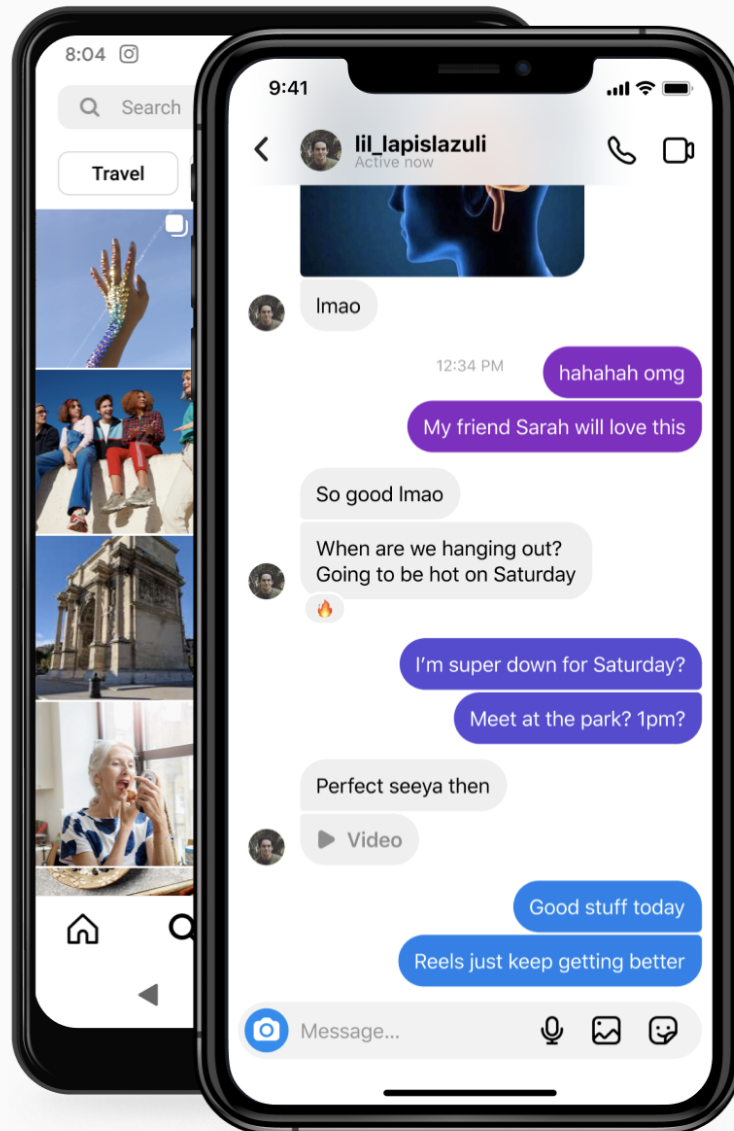 8:04
Search
Travel
9:41
lil_lapislazuli
Active now
lmao
12:34 PM
hahahah omg
My friend Sarah will love this
So good lmao
When are we hanging out?
Going to be hot on Saturday
I'm super down for Saturday?
Meet at the park? 1pm?
Perfect seeya then
Video
Good stuff today
Reels just keep getting better
Message...